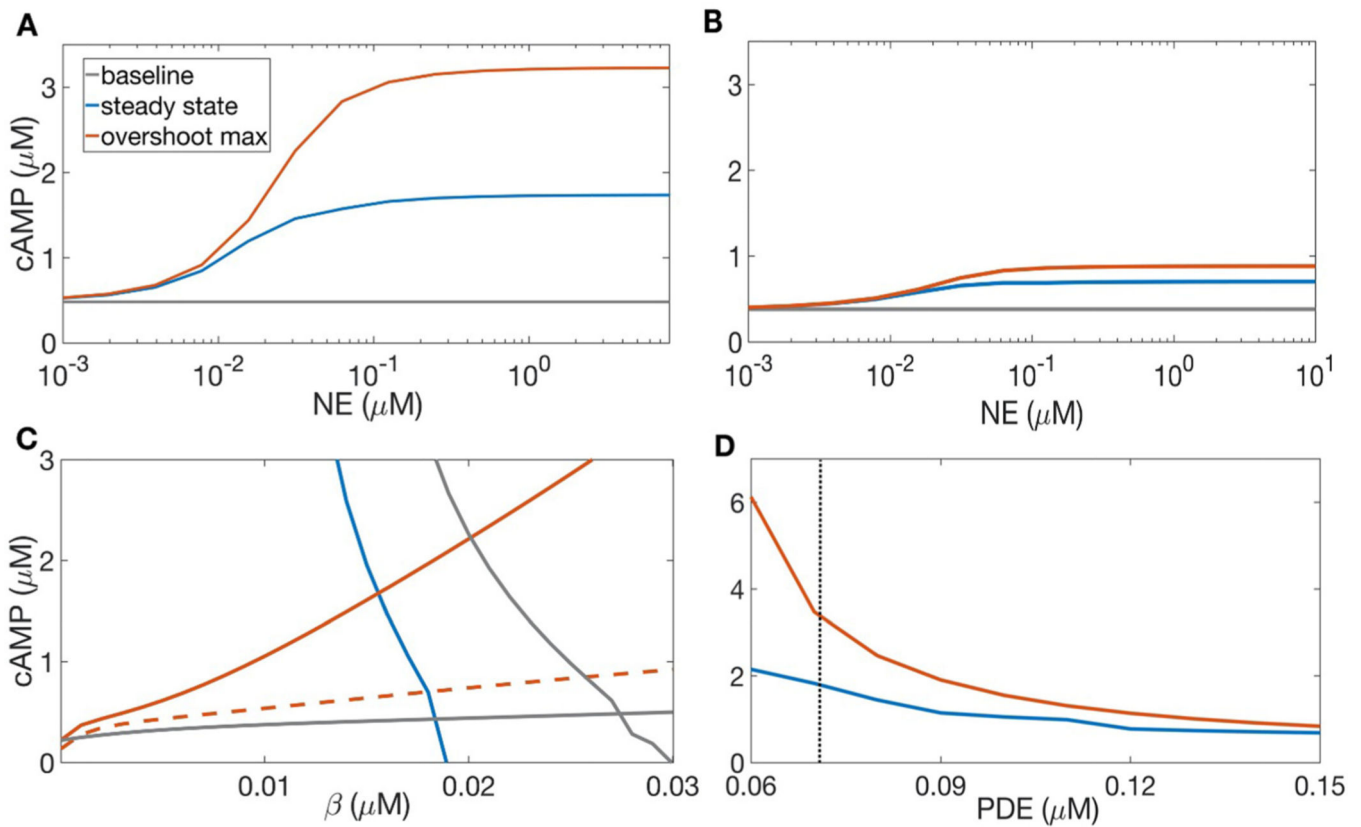 A
3
2
1
0
cAMP (μM)
baseline
steady state
overshoot max
10⁻³
10⁻²
10⁻¹
10⁰
NE (μM)
B
3
2
1
0
10⁻³
10⁻²
10⁻¹
10⁰
10¹
NE (μM)
C
3
2
1
0
cAMP (μM)
0.01
0.02
0.03
β (μM)
D
6
4
2
0
0.06
0.09
0.12
0.15
PDE (μM)